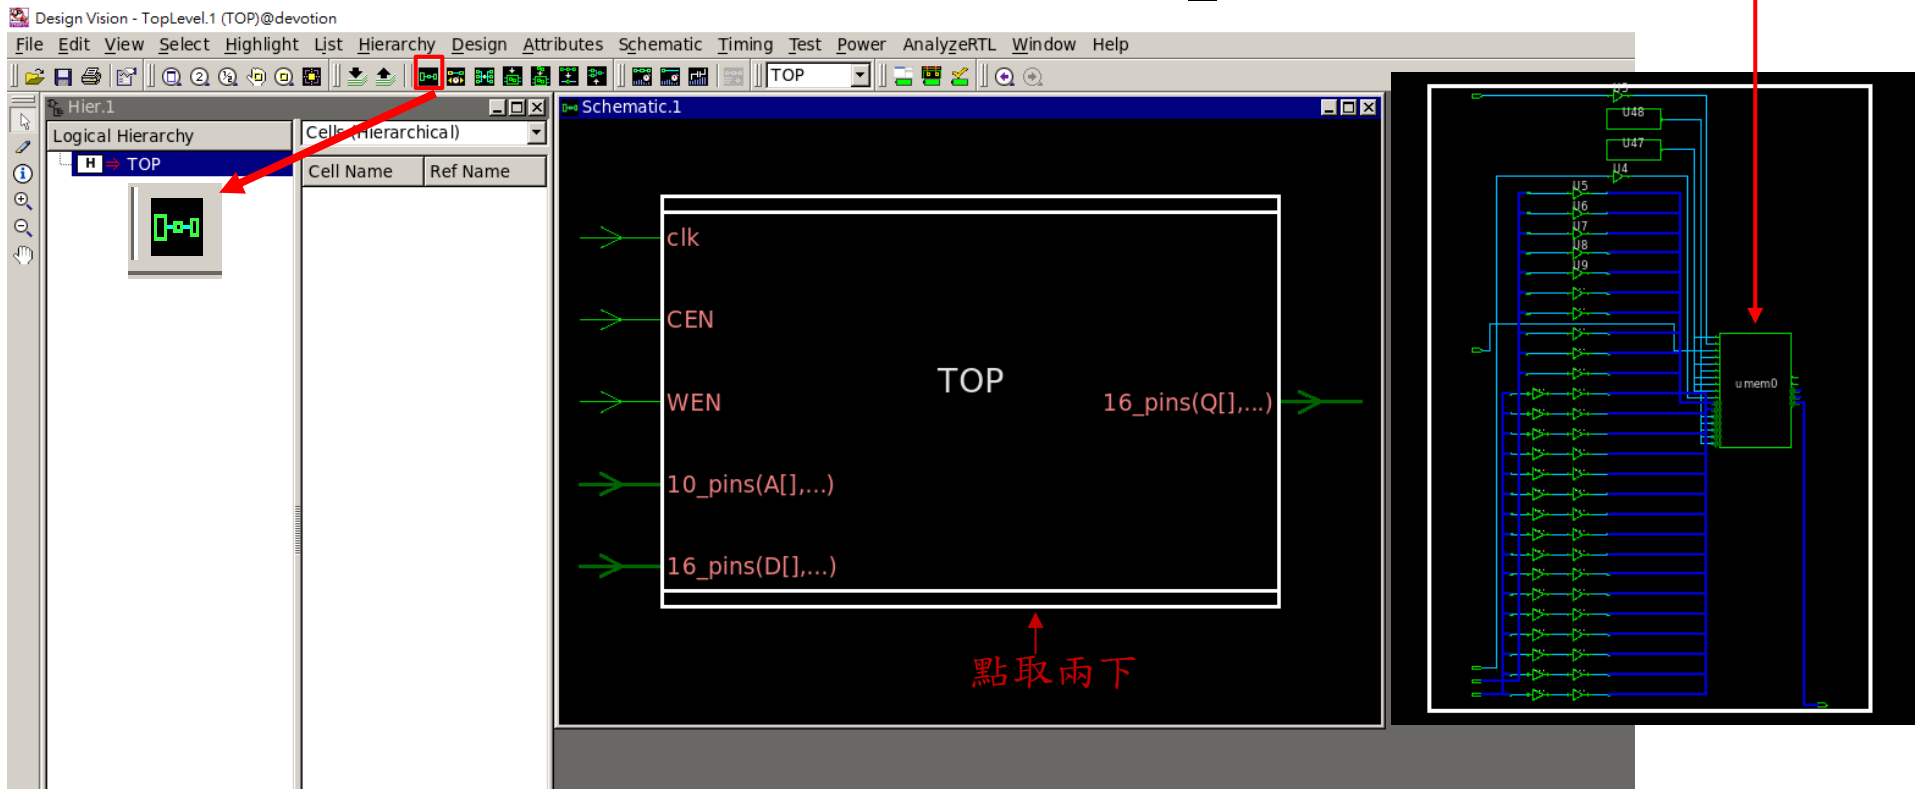 Design Vision - TopLevel.1 (TOP)@devotion
File Edit View Select Highlight List Hierarchy Design Attributes Schematic Timing Test Power AnalyzeRTL Window Help
TOP
Hier.1
Logical Hierarchy
H TOP
Cells (Hierarchical)
Cell Name Ref Name
Schematic.1
clk
CEN
WEN
10_pins(A[],...)
16_pins(D[],...)
TOP
16_pins(Q[],...)
點取兩下
U3
U48
U47
U4
U5
U6
U7
U8
U9
umem0